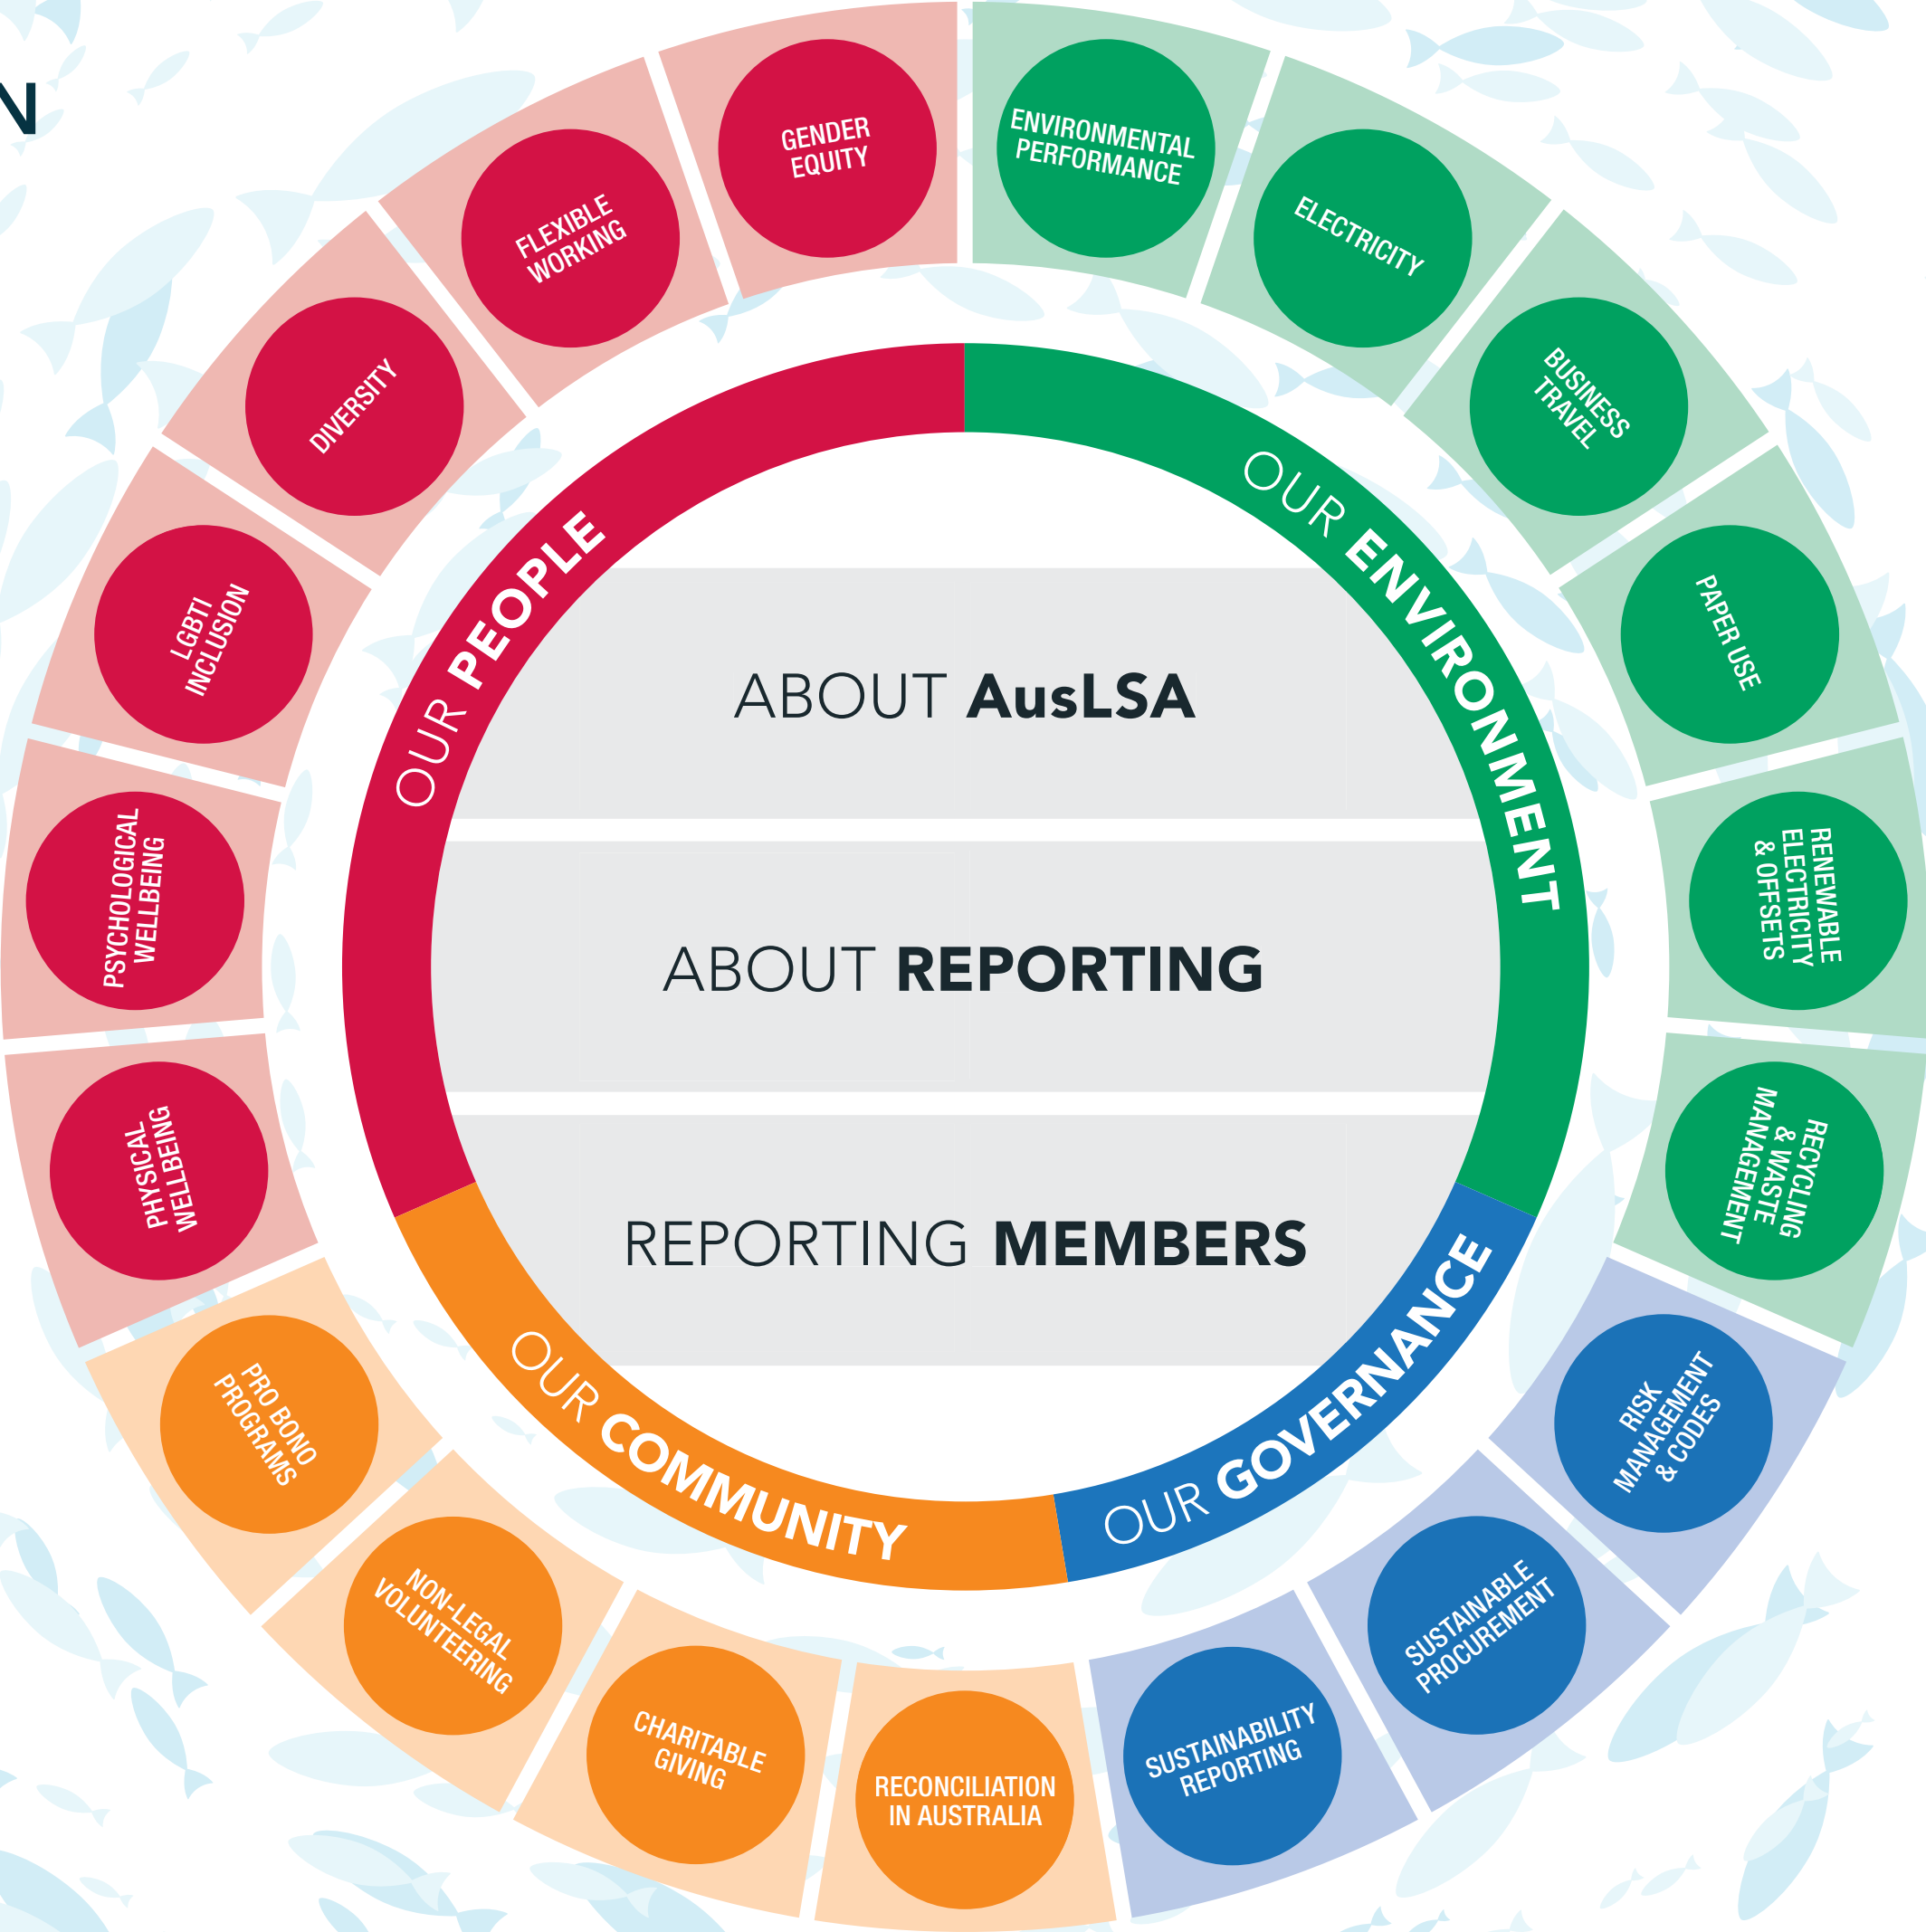 N
GENDER
EQUITY
ENVIRONMENTAL
PERFORMANCE
ELECTRICITY
BUSINESS
TRAVEL
PAPER USE
RENEWABLE
ELECTRICITY
& OFFSETS
RECYCLING
& WASTE
MANAGEMENT
RISK
MANAGEMENT
& CODES
SUSTAINABLE
PROCUREMENT
SUSTAINABILITY
REPORTING
RECONCILIATION
IN AUSTRALIA
CHARITABLE
GIVING
NON-LEGAL
VOLUNTEERING
PRO BONO
PROGRAMS
PHYSICAL
WELLBEING
PSYCHOLOGICAL
WELLBEING
LGBTI
INCLUSION
DIVERSITY
FLEXIBLE
WORKING
OUR PEOPLE
OUR ENVIRONMENT
OUR GOVERNANCE
OUR COMMUNITY
ABOUT AusLSA
ABOUT REPORTING
REPORTING MEMBERS